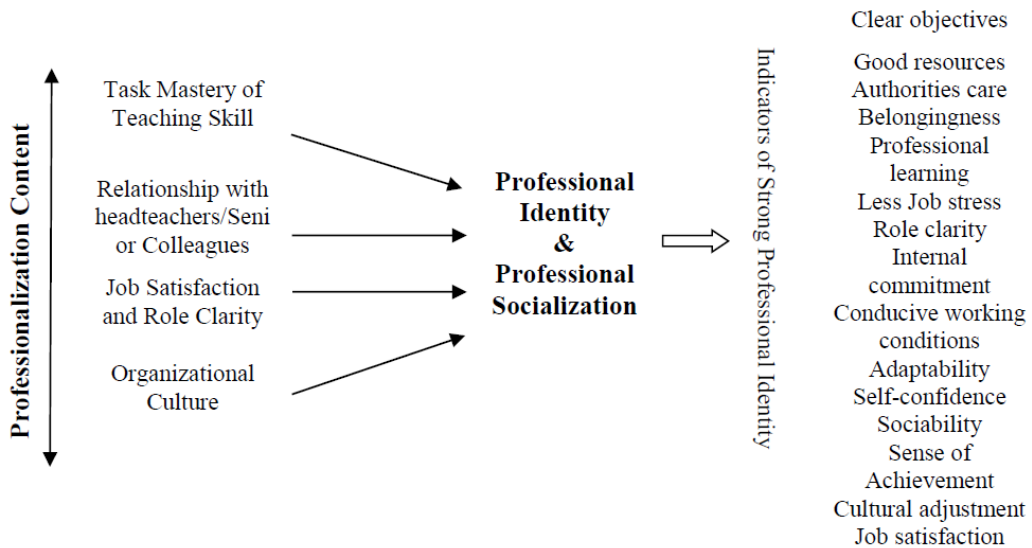 Professionalization Content
Task Mastery of
Teaching Skill
Relationship with
headteachers/Seni
or Colleagues
Job Satisfaction
and Role Clarity
Organizational
Culture
Professional
Identity
&
Professional
Socialization
Indicators of Strong Professional Identity
Clear objectives
Good resources
Authorities care
Belongingness
Professional
learning
Less Job stress
Role clarity
Internal
commitment
Conducive working
conditions
Adaptability
Self-confidence
Sociability
Sense of
Achievement
Cultural adjustment
Job satisfaction